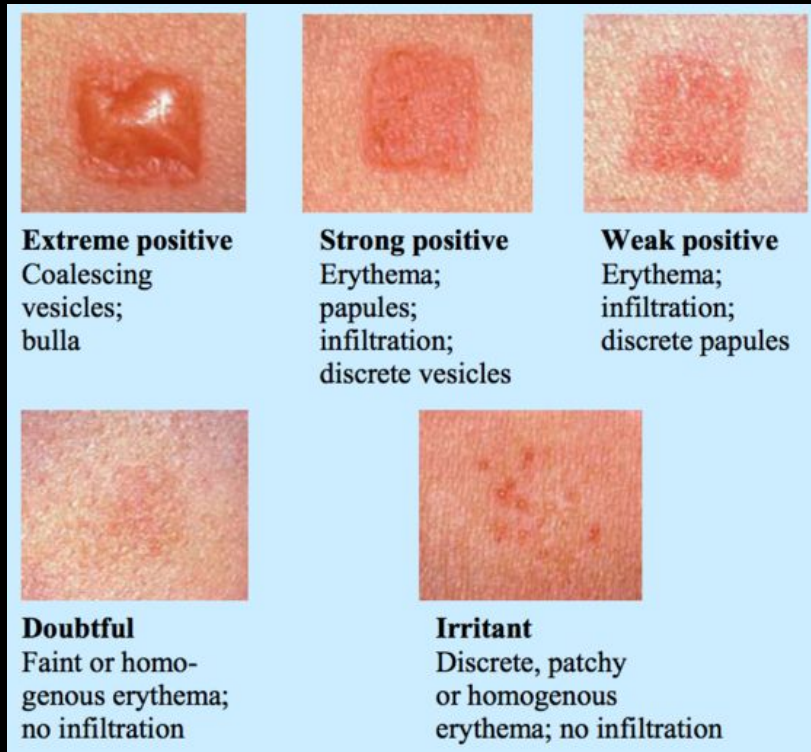 Extreme positive
Coalescing
vesicles;
bulla
Strong positive
Erythema;
papules;
infiltration;
discrete vesicles
Weak positive
Erythema;
infiltration;
discrete papules
Doubtful
Faint or homo-
genous erythema;
no infiltration
Irritant
Discrete, patchy
or homogenous
erythema; no infiltration